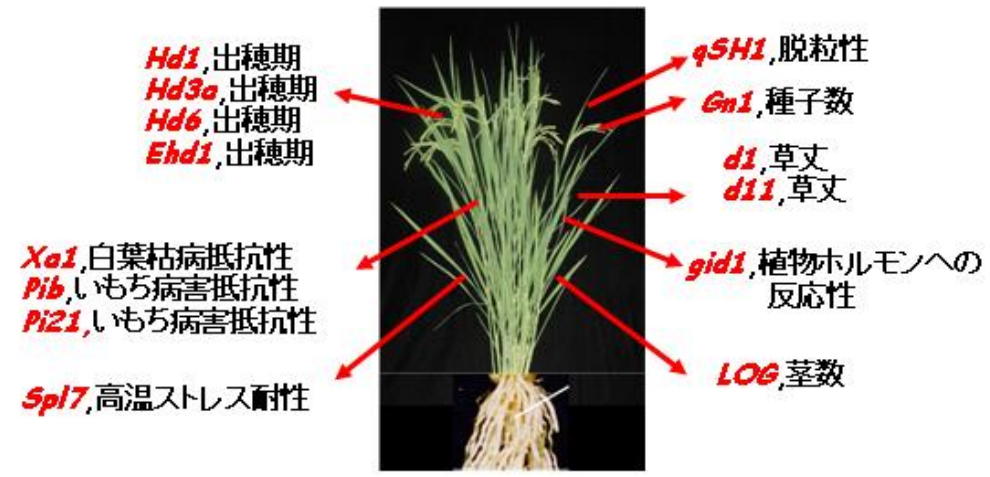 Hd1,出穂期
Hd3a,出穂期
Hd6,出穂期
Ehd1,出穂期
Xa1,白葉枯病抵抗性
Pib,いもち病害抵抗性
Pi21,いもち病害抵抗性
Spl7,高温ストレス耐性
qSH1,脱粒性
Gn1,種子数
d1,草丈
d11,草丈
gid1,植物ホルモンへの
反応性
LOG,茎数